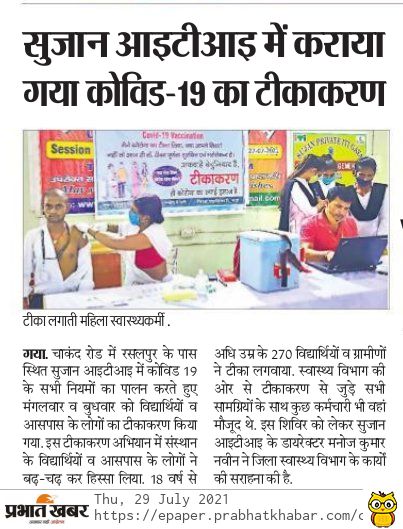 सुजान आइटीआइ में कराया
गया कोविड-19 का टीकाकरण
Covid-19 Vaccination
Session
टीकाकरण
टीका लगाती महिला स्वास्थ्यकर्मी .
गया. चाकंद रोड में रसलपुर के पास
स्थित सुजान आइटीआइ में कोविड 19
के सभी नियमों का पालन करते हुए
मंगलवार व बुधवार को विद्यार्थियों व
आसपास के लोगों का टीकाकरण किया
गया. इस टीकाकरण अभियान में संस्थान
के विद्यार्थियों व आसपास के लोगों ने
बढ़-चढ़ कर हिस्सा लिया. 18 वर्ष से
अधि उम्र के 270 विद्यार्थियों व ग्रामीणों
ने टीका लगवाया. स्वास्थ्य विभाग की
ओर से टीकाकरण से जुड़े सभी
सामग्रियों के साथ कुछ कर्मचारी भी वहां
मौजूद थे. इस शिविर को लेकर सुजान
आइटीआइ के डायरेक्टर मनोज कुमार
नवीन ने जिला स्वास्थ्य विभाग के कार्यों
की सराहना की है.
प्रभात खबर
Thu, 29 July 2021
https://epaper.prabhatkhabar.com/c